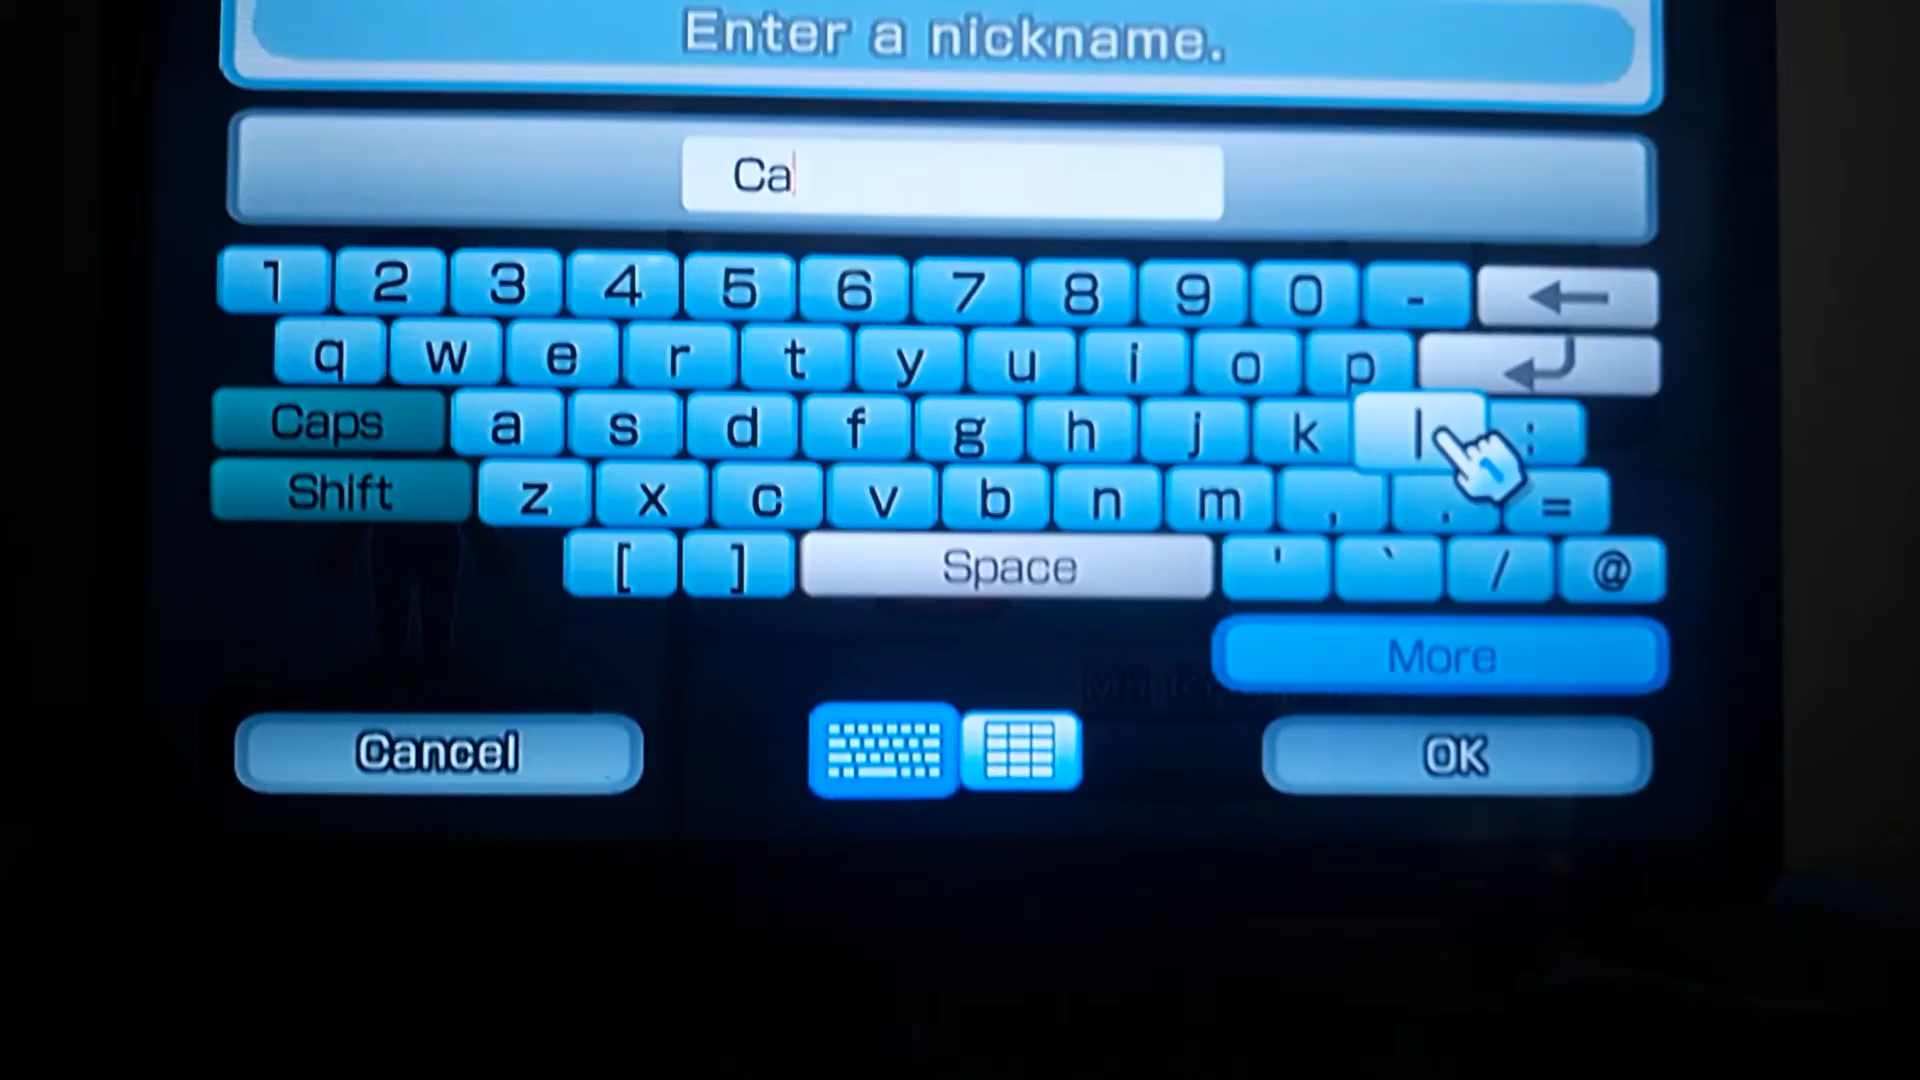 Enter a nickname.
Ca
1 2 3 4 5 6 7 8 9 0 -
q w e r t y u i o p
Caps a s d f g h j k l :
Shift z x c v b n m , . =
[ ] Space ' ` / @
More
Cancel OK